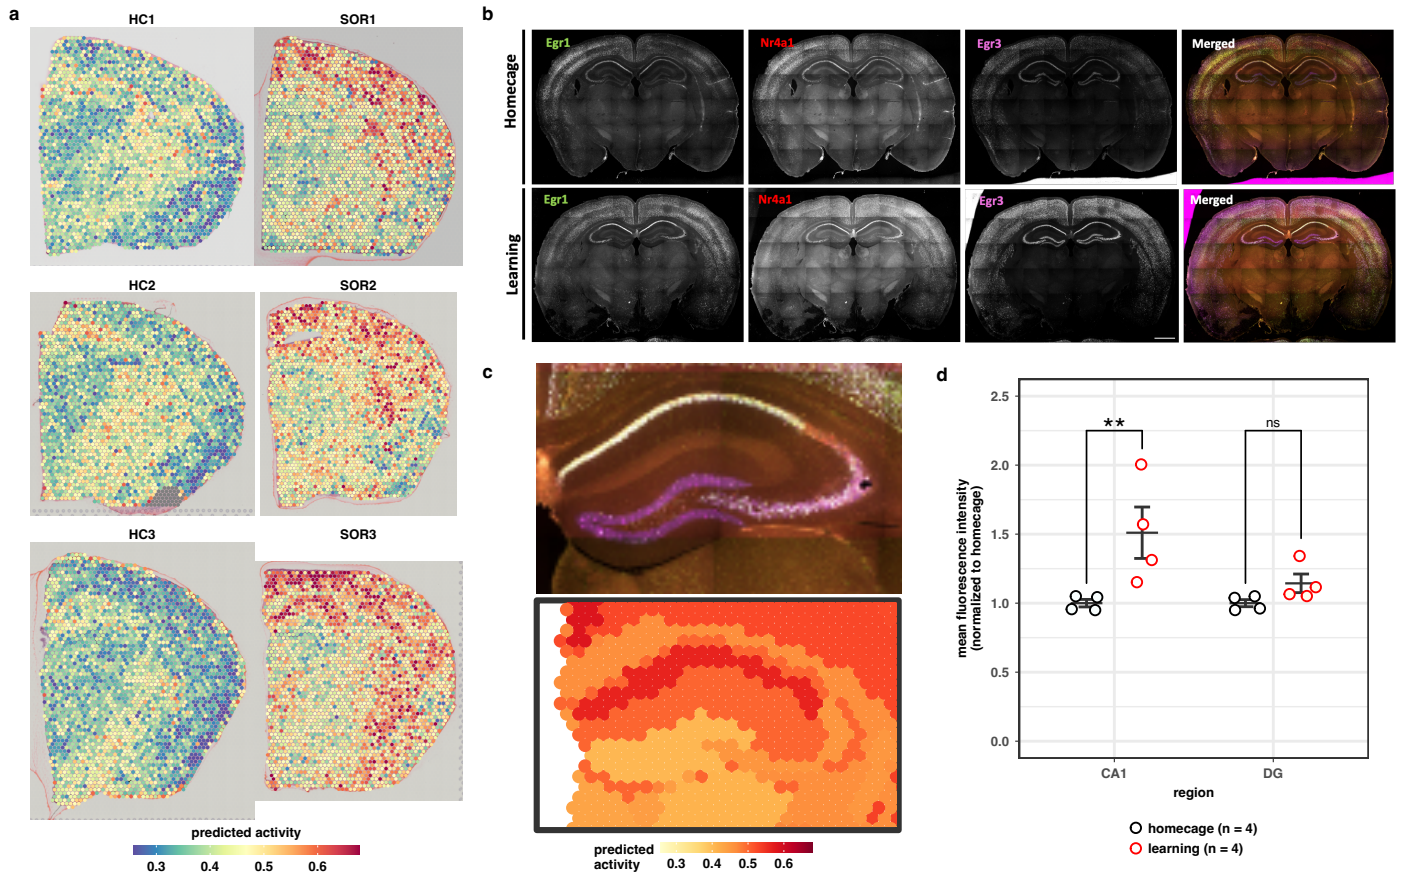 a
HC1
SOR1
HC2
SOR2
HC3
SOR3
predicted activity
0.3 0.4 0.5 0.6
b
Homecage
Egr1
Nr4a1
Egr3
Merged
Learning
Egr1
Nr4a1
Egr3
Merged
c
predicted
activity
0.3 0.4 0.5 0.6
d
mean fluorescence intensity
(normalized to homecage)
2.5
2.0
1.5
1.0
0.5
0.0
**
ns
CA1
DG
region
homecage (n = 4)
learning (n = 4)